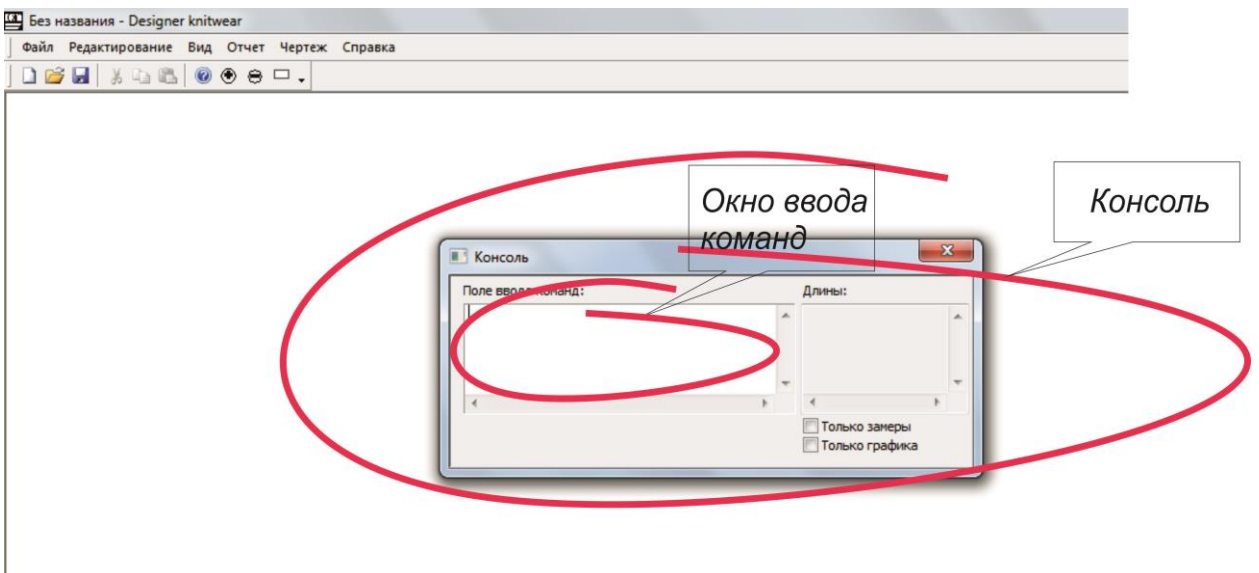 Без названия - Designer knitwear
Файл Редактирование Вид Отчет Чертеж Справка
Окно ввода
команд
Консоль
Консоль
Поле ввода команд:
Длины:
Только замеры
Только графика